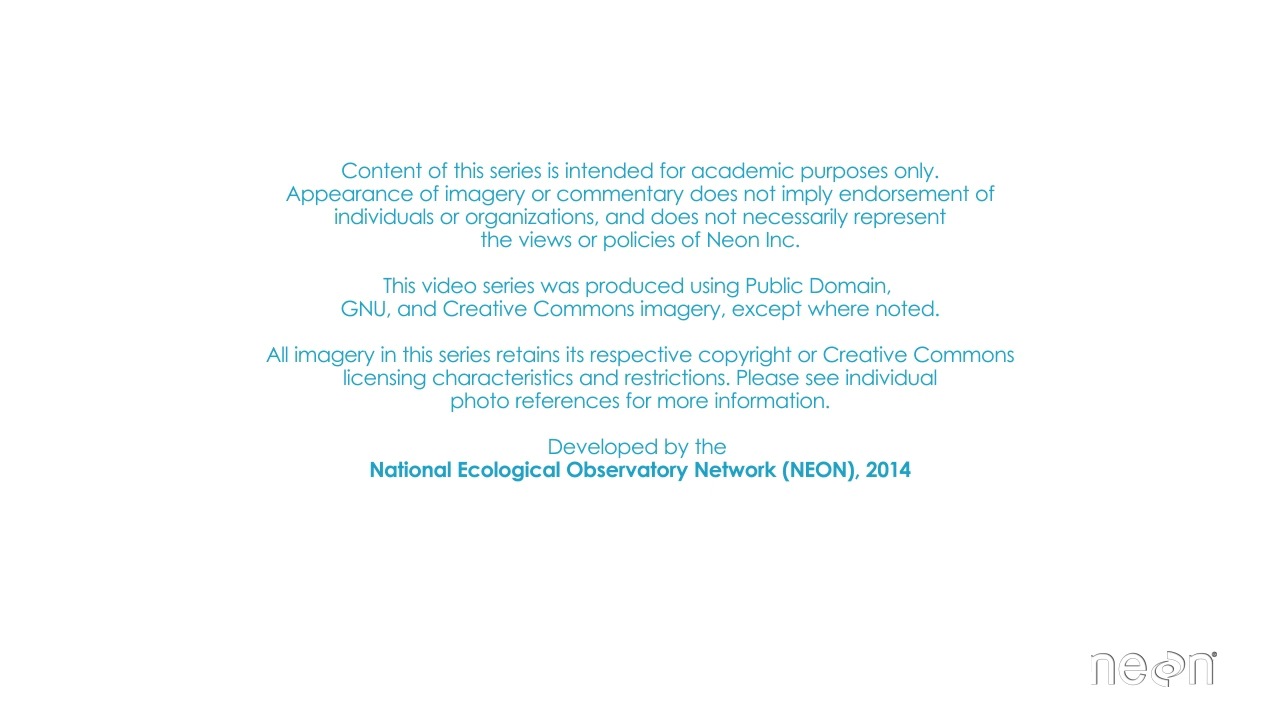 Content of this series is intended for academic purposes only.
Appearance of imagery or commentary does not imply endorsement of
individuals or organizations, and does not necessarily represent
the views or policies of Neon Inc.
This video series was produced using Public Domain,
GNU, and Creative Commons imagery, except where noted.
All imagery in this series retains its respective copyright or Creative Commons
licensing characteristics and restrictions. Please see individual
photo references for more information.
Developed by the
National Ecological Observatory Network (NEON), 2014
neon®